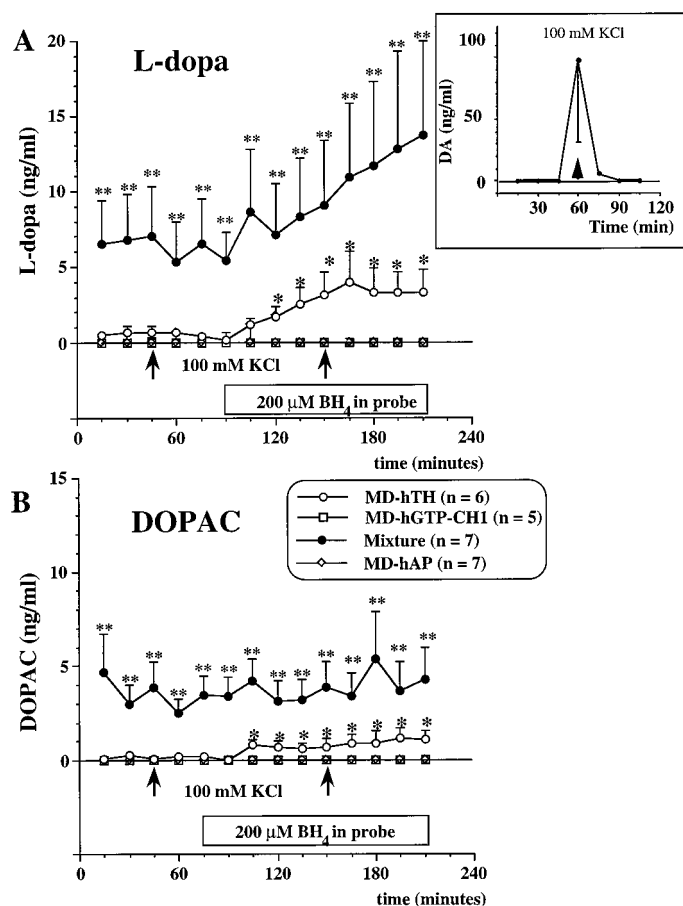 A
L-dopa
L-dopa (ng/ml)
20
15
10
5
0
** ** ** ** ** ** ** ** ** ** ** ** ** **
* * * * * * *
100 mM KCl
200 μM BH4 in probe
0 60 120 180 240
time (minutes)
100 mM KCl
DA (ng/ml)
100
50
0
30 60 90 120
Time (min)
B
DOPAC
DOPAC (ng/ml)
15
10
5
0
MD-hTH (n = 6)
MD-hGTP-CH1 (n = 5)
Mixture (n = 7)
MD-hAP (n = 7)
** ** ** ** ** ** ** ** ** ** ** ** ** **
* * * * * * * *
100 mM KCl
200 μM BH4 in probe
0 60 120 180 240
time (minutes)